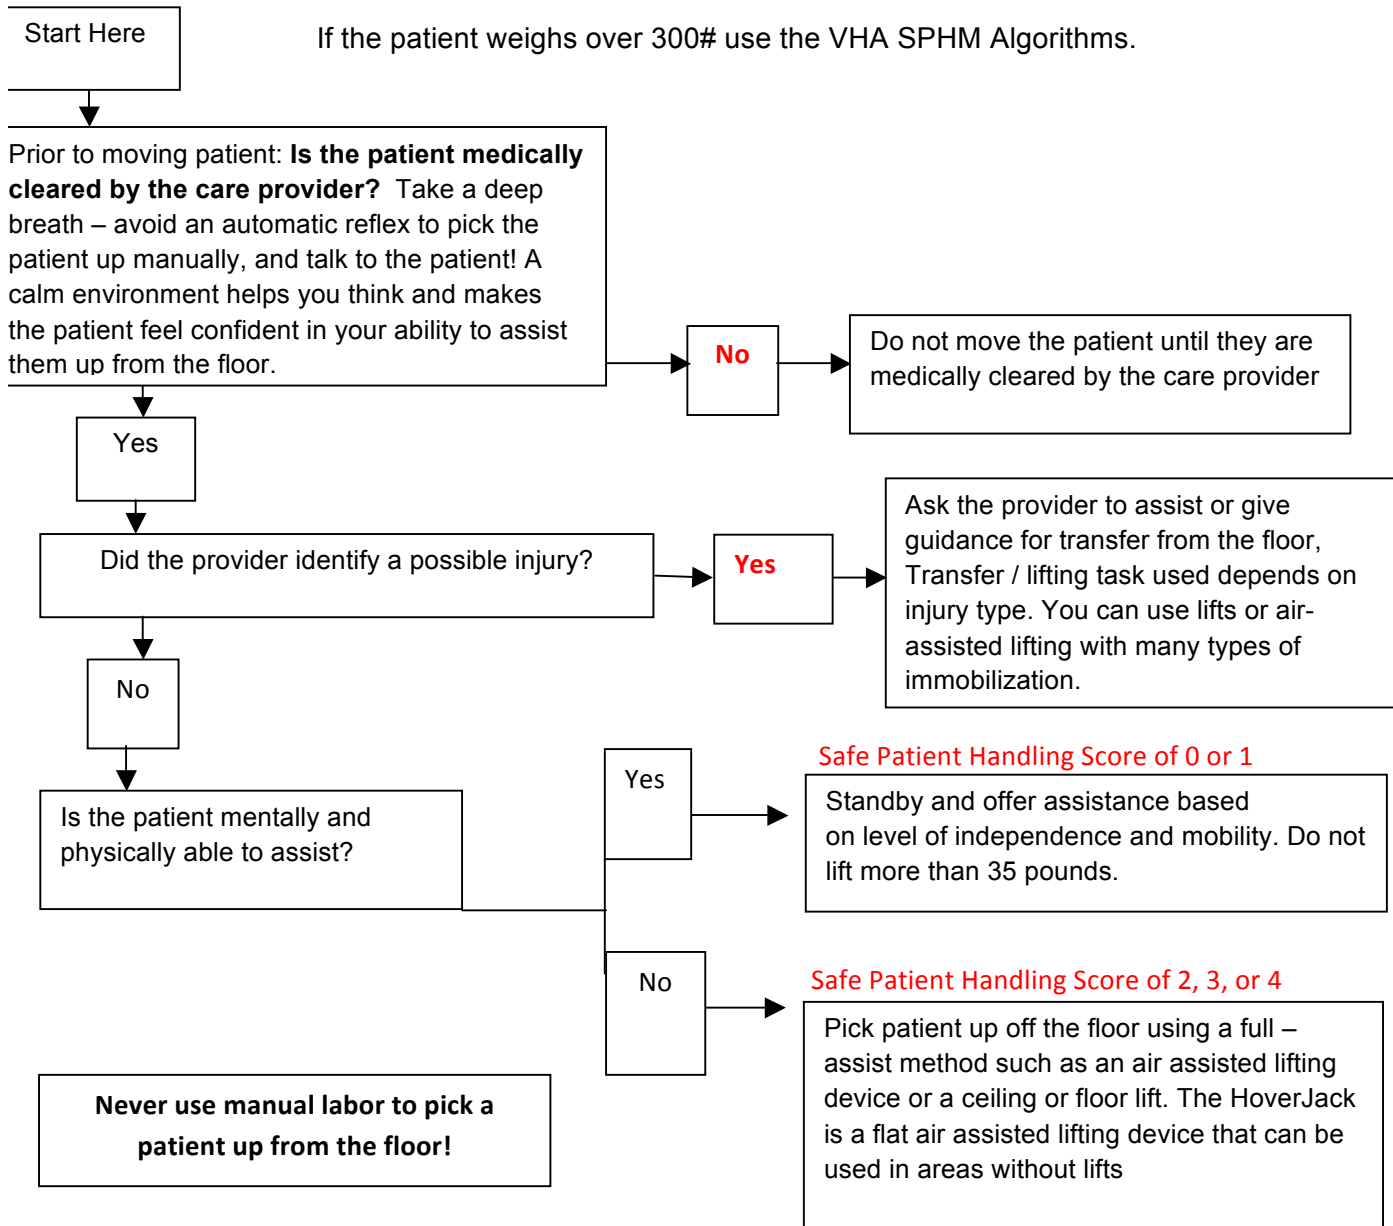 Start Here
If the patient weighs over 300# use the VHA SPHM Algorithms.
Prior to moving patient: Is the patient medically
cleared by the care provider? Take a deep
breath – avoid an automatic reflex to pick the
patient up manually, and talk to the patient! A
calm environment helps you think and makes
the patient feel confident in your ability to assist
them up from the floor.
No
Do not move the patient until they are
medically cleared by the care provider
Yes
Did the provider identify a possible injury?
Yes
Ask the provider to assist or give
guidance for transfer from the floor,
Transfer / lifting task used depends on
injury type. You can use lifts or air-
assisted lifting with many types of
immobilization.
No
Is the patient mentally and
physically able to assist?
Yes
Safe Patient Handling Score of 0 or 1
Standby and offer assistance based
on level of independence and mobility. Do not
lift more than 35 pounds.
No
Safe Patient Handling Score of 2, 3, or 4
Pick patient up off the floor using a full –
assist method such as an air assisted lifting
device or a ceiling or floor lift. The HoverJack
is a flat air assisted lifting device that can be
used in areas without lifts
Never use manual labor to pick a
patient up from the floor!